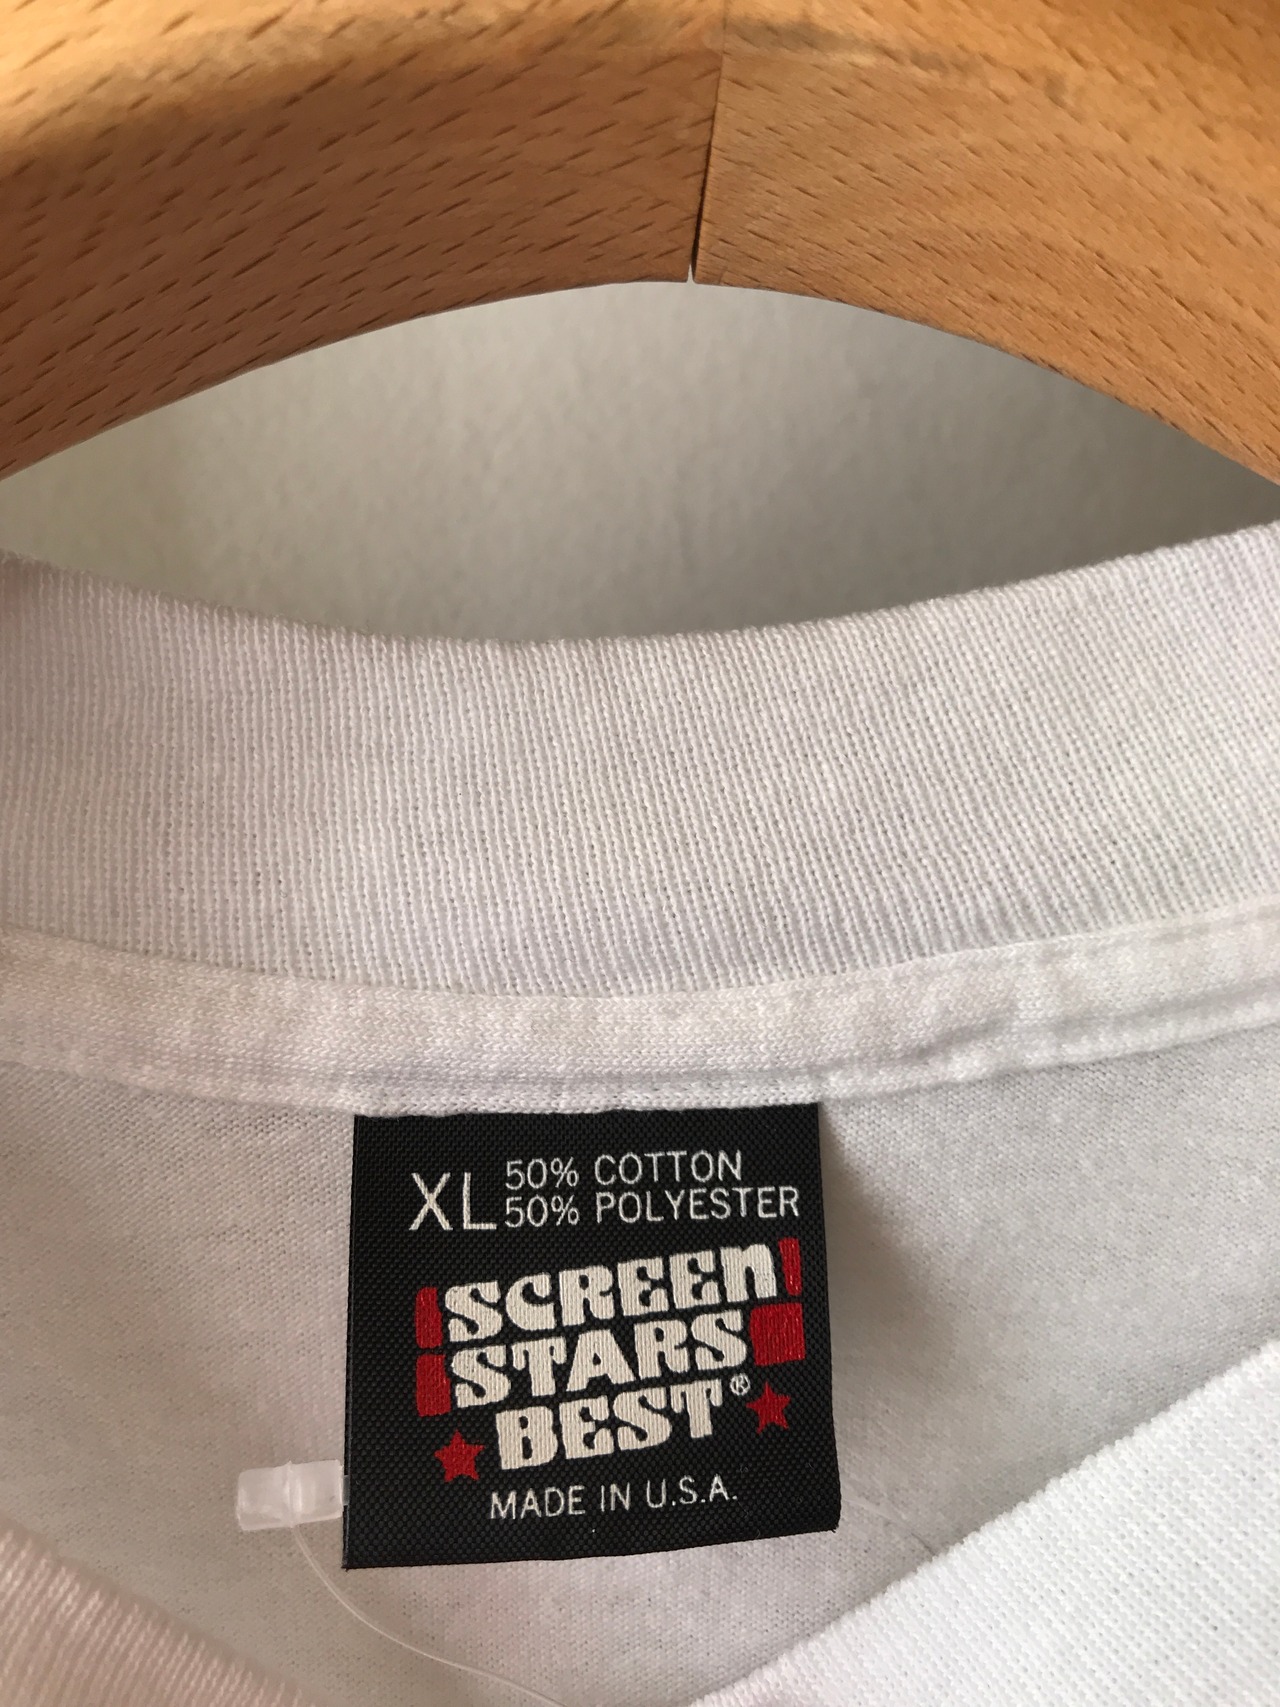 XL 50% COTTON
50% POLYESTER
SCREEN
STARS
BEST®
MADE IN U.S.A.